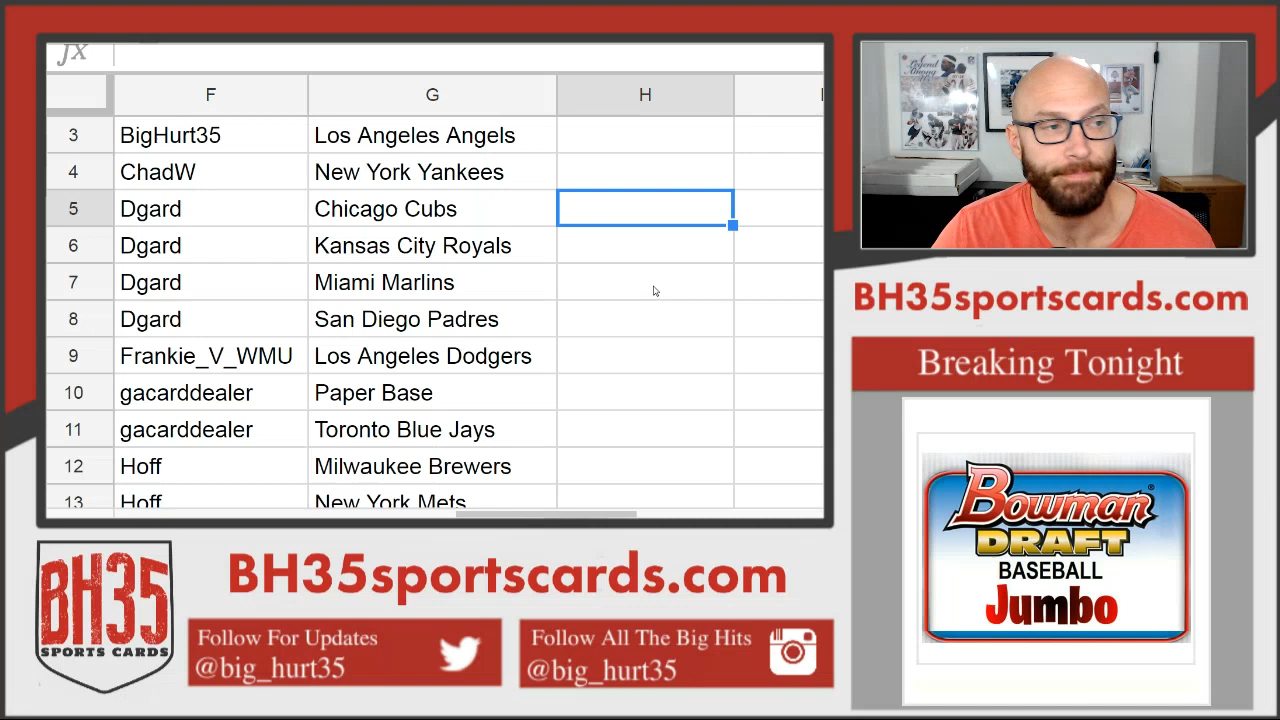 fx
F G H
3 BigHurt35 Los Angeles Angels
4 ChadW New York Yankees
5 Dgard Chicago Cubs
6 Dgard Kansas City Royals
7 Dgard Miami Marlins
8 Dgard San Diego Padres
9 Frankie_V_WMU Los Angeles Dodgers
10 gacarddealer Paper Base
11 gacarddealer Toronto Blue Jays
12 Hoff Milwaukee Brewers
13 Hoff New York Mets
A Legend
Among
34
BH35sportscards.com
Breaking Tonight
Bowman®
DRAFT
BASEBALL
Jumbo
BH35
SPORTS CARDS
BH35sportscards.com
Follow For Updates
@big_hurt35
Follow All The Big Hits
@big_hurt35